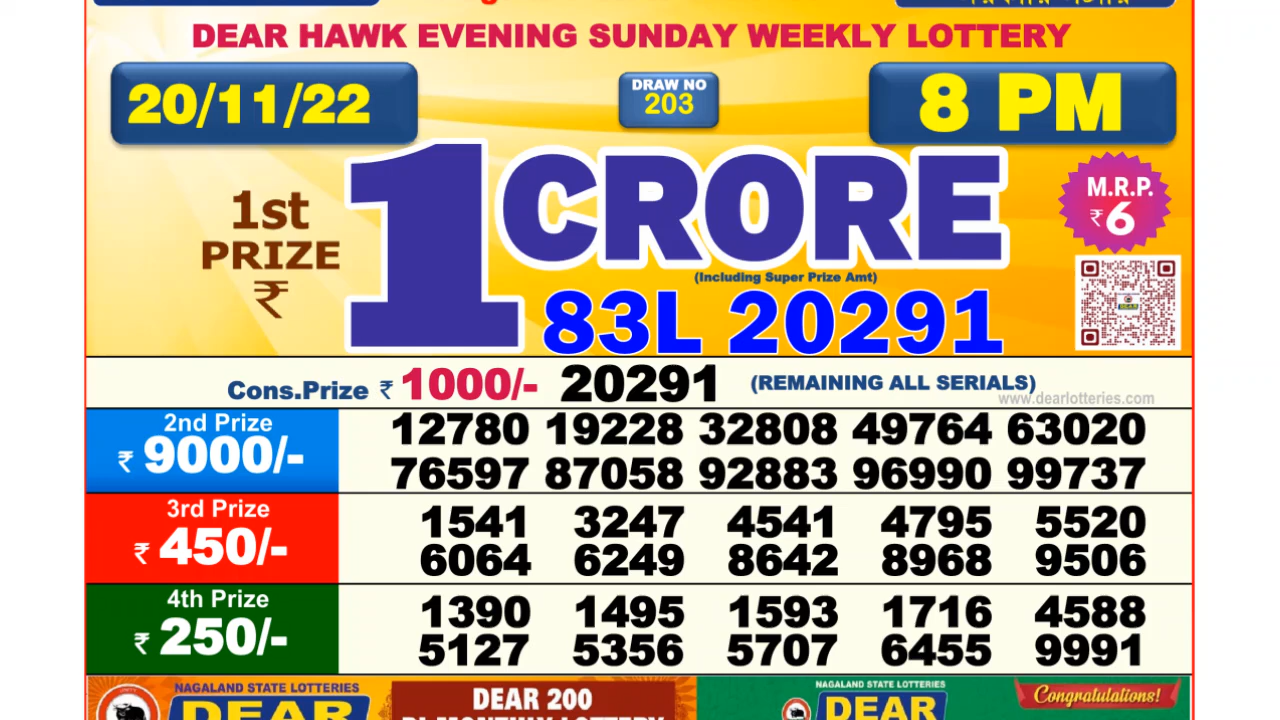 DEAR HAWK EVENING SUNDAY WEEKLY LOTTERY
20/11/22
DRAW NO
203
8 PM
1st
PRIZE
₹
1 CRORE
(Including Super Prize Amt)
83L 20291
M.R.P.
₹6
DEAR
Cons.Prize ₹ 1000/- 20291 (REMAINING ALL SERIALS)
www.dearlotteries.com
2nd Prize
₹ 9000/-
12780 19228 32808 49764 63020
76597 87058 92883 96990 99737
3rd Prize
₹ 450/-
1541 3247 4541 4795 5520
6064 6249 8642 8968 9506
4th Prize
₹ 250/-
1390 1495 1593 1716 4588
5127 5356 5707 6455 9991
NAGALAND STATE LOTTERIES
DEAR
DEAR 200
BI-MONTHLY LOTTERY
NAGALAND STATE LOTTERIES
DEAR
Congratulations!